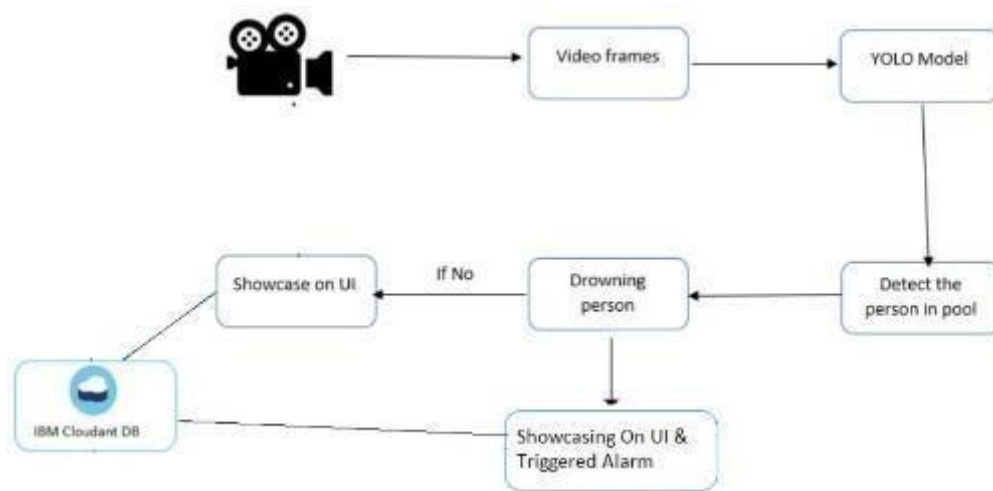 Video frames
YOLO Model
Detect the
person in pool
Drowning
person
If No
Showcase on UI
IBM Cloudant DB
Showcasing On UI &
Triggered Alarm